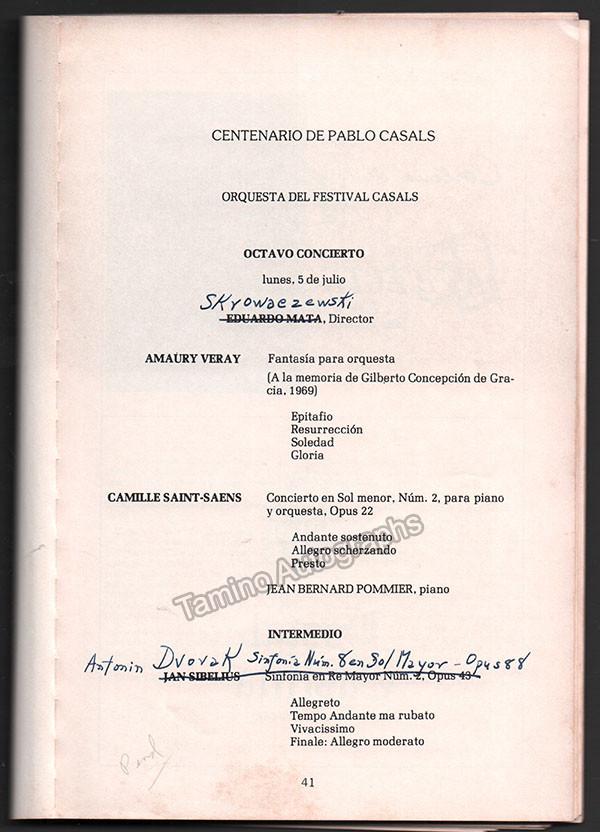 CENTENARIO DE PABLO CASALS
ORQUESTA DEL FESTIVAL CASALS
OCTAVO CONCIERTO
lunes, 5 de julio
Skrowaczewski
EDUARDO MATA, Director
AMAURY VERAY Fantasía para orquesta
(A la memoria de Gilberto Concepción de Gra-
cia, 1969)
Epitafio
Resurrección
Soledad
Gloria
CAMILLE SAINT-SAENS Concierto en Sol menor, Núm. 2, para piano
y orquesta, Opus 22
Andante sostenuto
Allegro scherzando
Presto
Tamino Autographs
JEAN BERNARD POMMIER, piano
INTERMEDIO
Antonin Dvorak Sinfonía Núm. 8 en Sol Mayor - Opus 88
JAN SIBELIUS Sinfonía en Re Mayor Núm. 2, Opus 43
Allegreto
Tempo Andante ma rubato
Vivacissimo
Finale: Allegro moderato
41